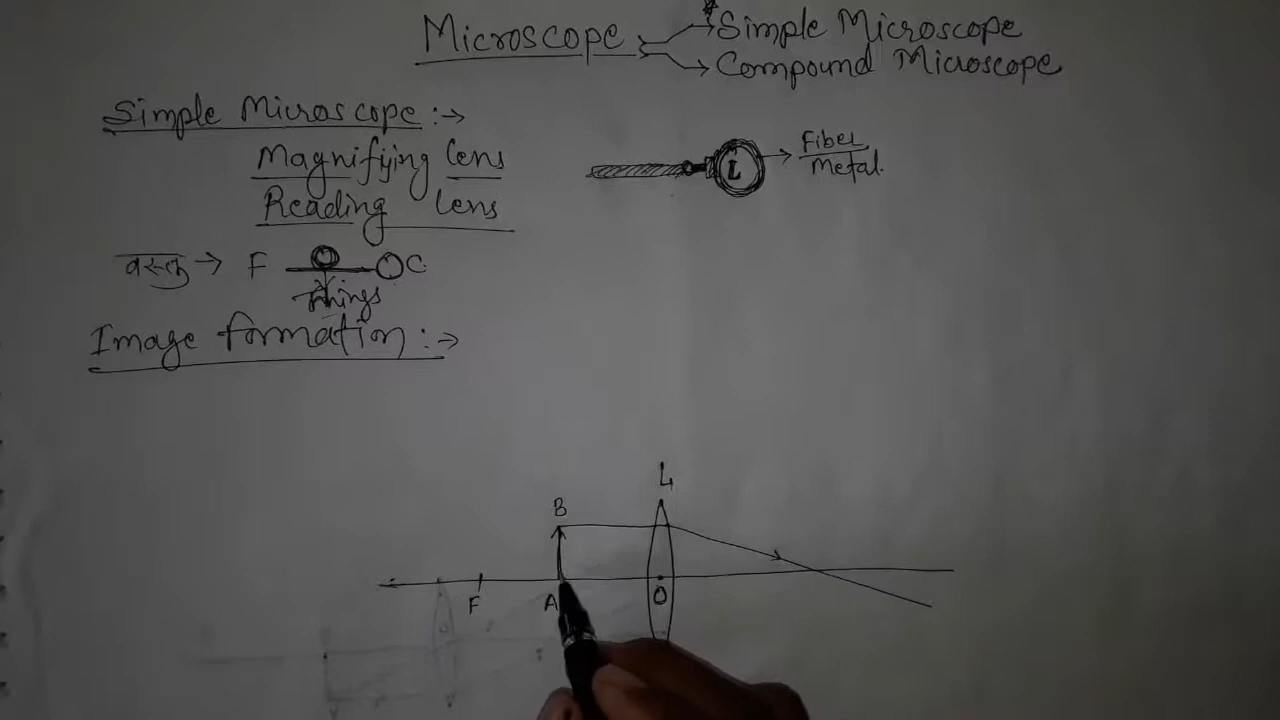 Microscope → Simple Microscope
→ Compound Microscope
Simple Microscope :→
Magnifying lens
Reading lens
L → Fiber
Metal.
वस्तु → F O C
Things
Image formation :→
L
B
F A O